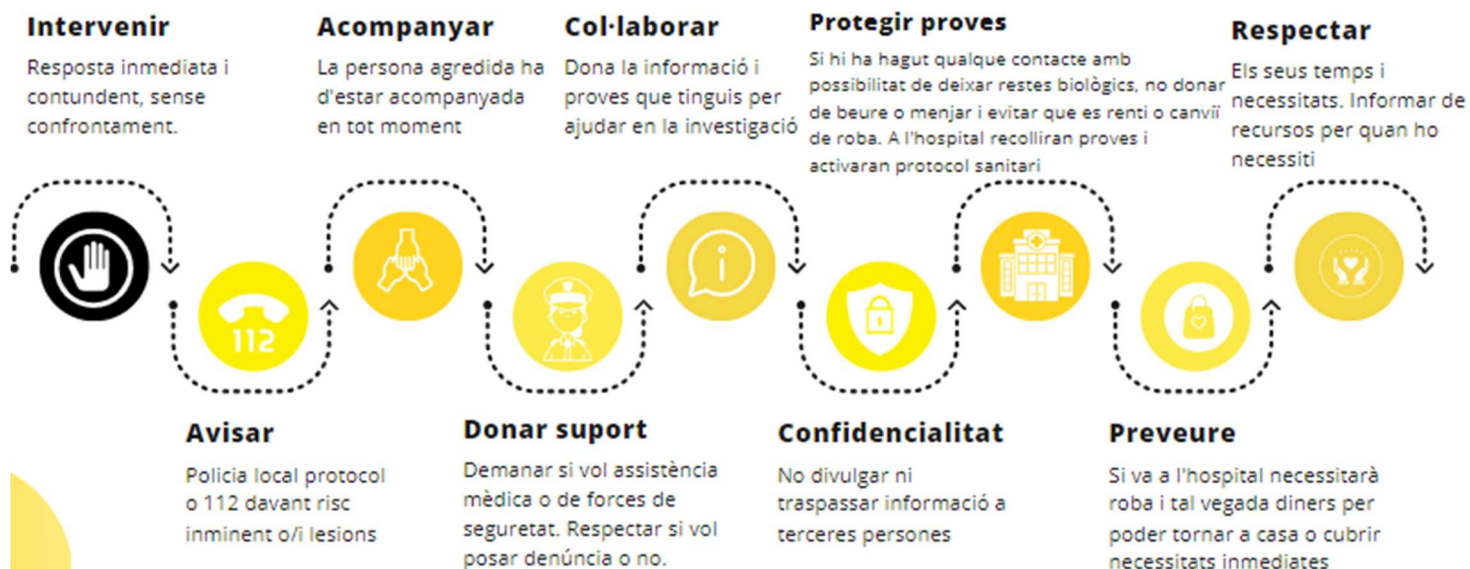 Intervenir
Resposta inmediata i
contundent, sense
confrontament.
112
Avisar
Policia local protocol
o 112 davant risc
inminent o/i lesions
Acompanyar
La persona agredida ha
d'estar acompanyada
en tot moment
Donar suport
Demanar si vol assistència
mèdica o de forces de
seguretat. Respectar si vol
posar denúncia o no.
Col·laborar
Dona la informació i
proves que tinguis per
ajudar en la investigació
Confidencialitat
No divulgar ni
traspassar informació a
terceres persones
Protegir proves
Si hi ha hagut qualque contacte amb
possibilitat de deixar restes biològics, no donar
de beure o menjar i evitar que es renti o canviï
de roba. A l'hospital recolliran proves i
activaran protocol sanitari
Preveure
Si va a l'hospital necessitarà
roba i tal vegada diners per
poder tornar a casa o cubrir
necessitats inmediates
Respectar
Els seus temps i
necessitats. Informar de
recursos per quan ho
necessiti